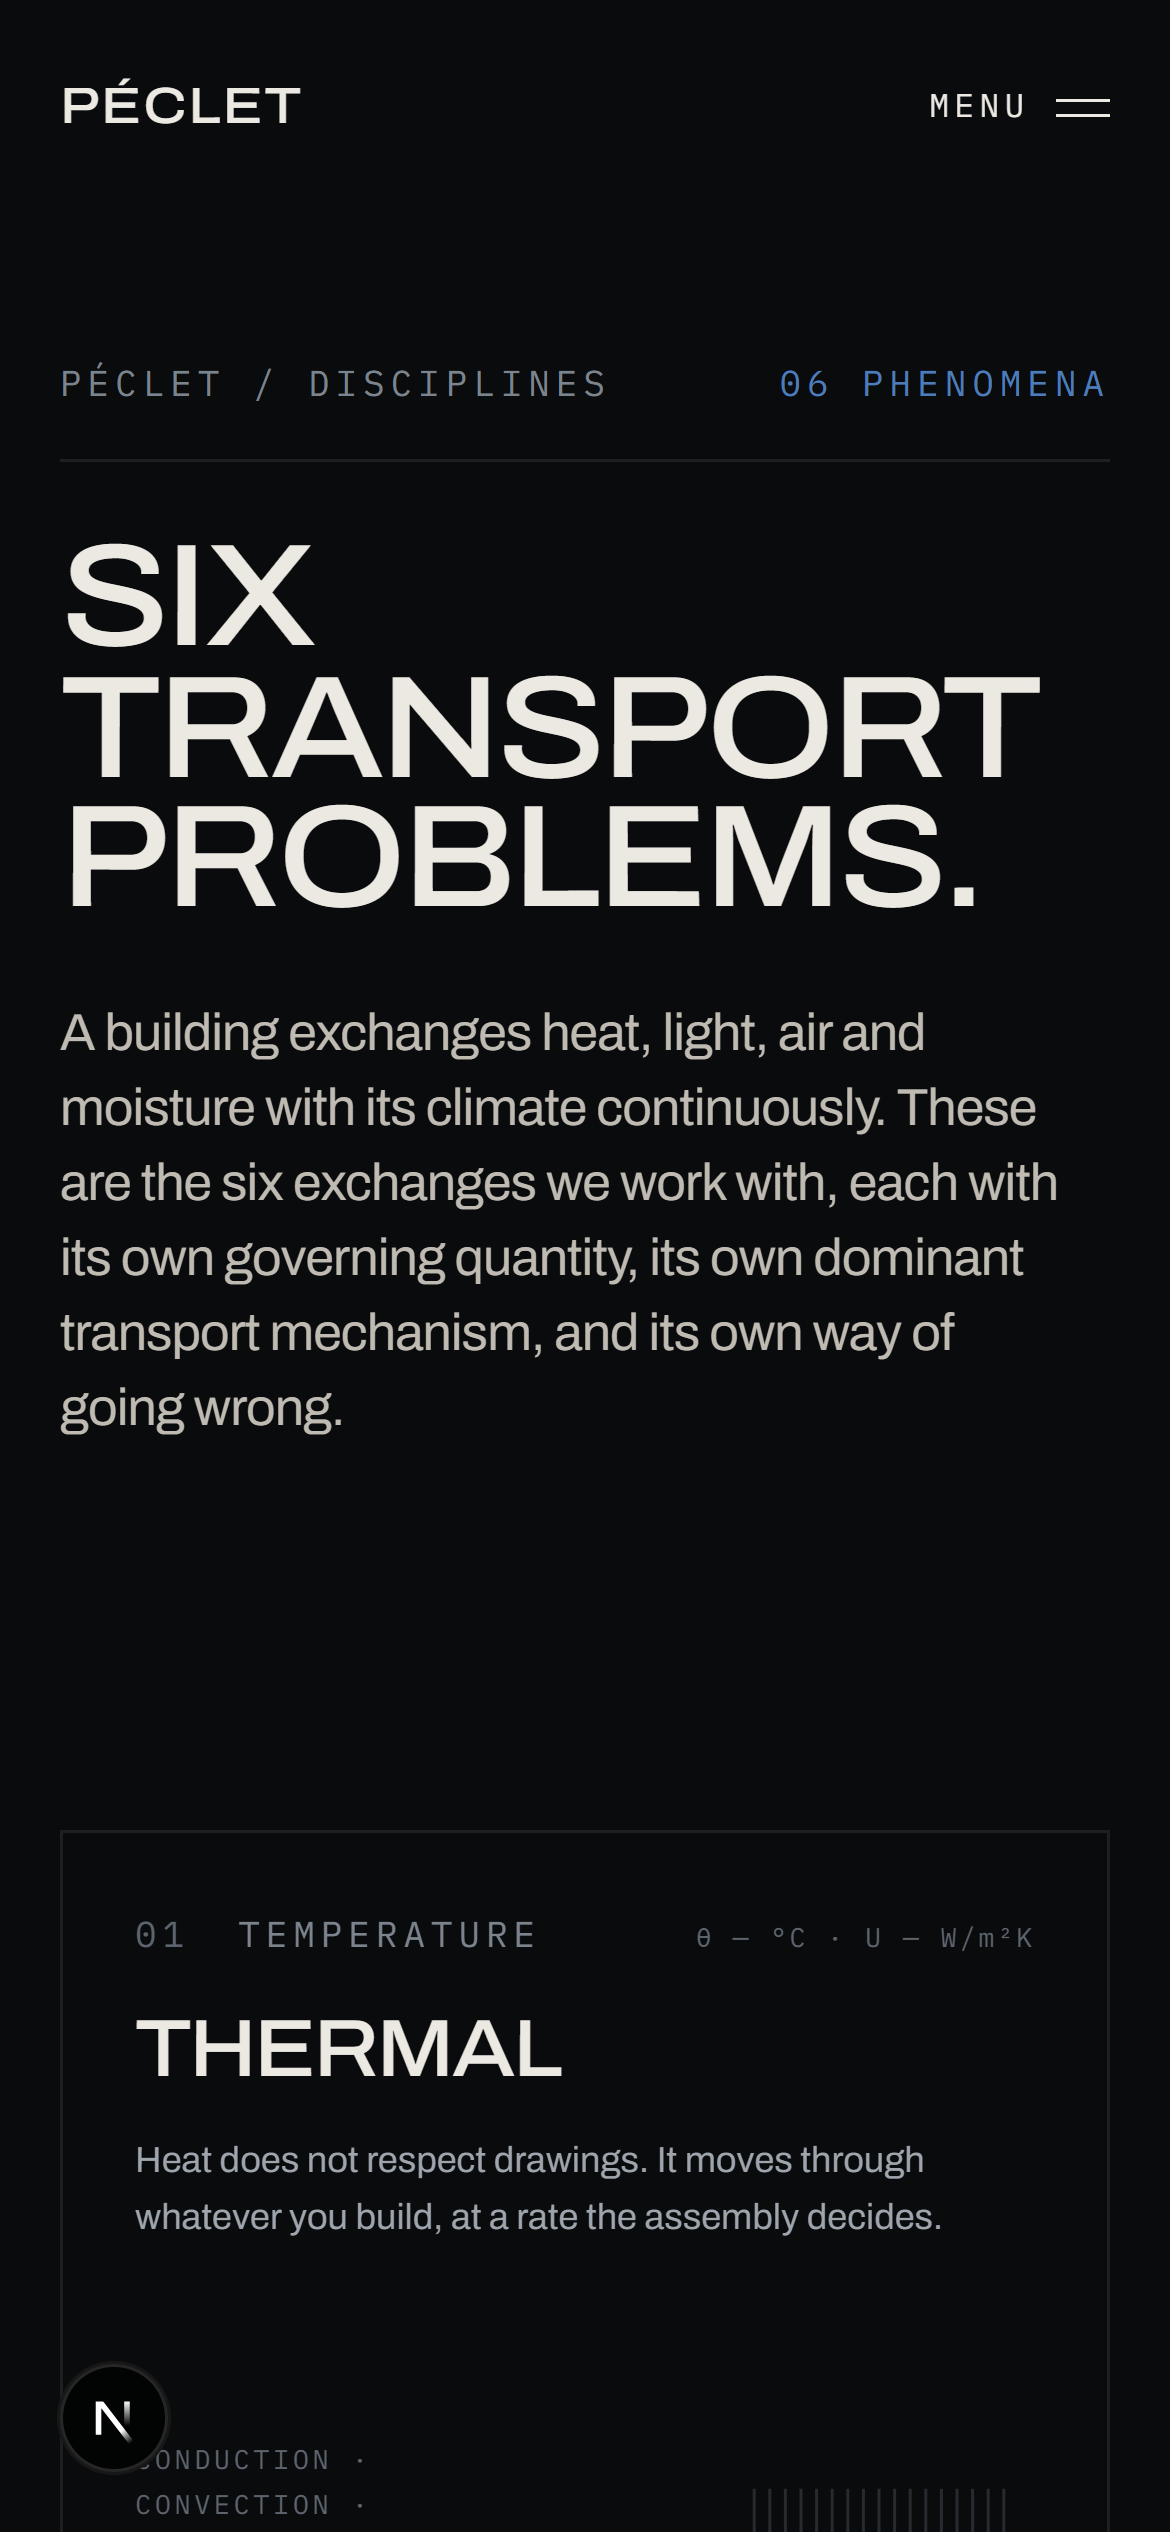 PÉCLET
MENU
PÉCLET / DISCIPLINES
06 PHENOMENA
SIX
TRANSPORT
PROBLEMS.
A building exchanges heat, light, air and
moisture with its climate continuously. These
are the six exchanges we work with, each with
its own governing quantity, its own dominant
transport mechanism, and its own way of
going wrong.
01 TEMPERATURE
θ — °C · U — W/m²K
THERMAL
Heat does not respect drawings. It moves through
whatever you build, at a rate the assembly decides.
N
CONDUCTION ·
CONVECTION ·